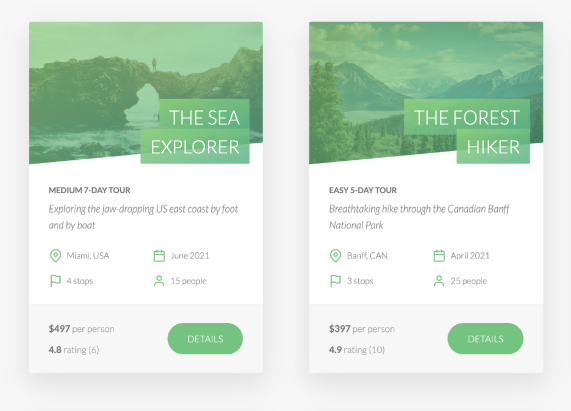 THE SEA
EXPLORER
MEDIUM 7-DAY TOUR
Exploring the jaw-dropping US east coast by foot
and by boat
Miami, USA
June 2021
4 stops
15 people
$497 per person
4.8 rating (6)
DETAILS
THE FOREST
HIKER
EASY 5-DAY TOUR
Breathtaking hike through the Canadian Banff
National Park
Banff, CAN
April 2021
3 stops
25 people
$397 per person
4.9 rating (10)
DETAILS